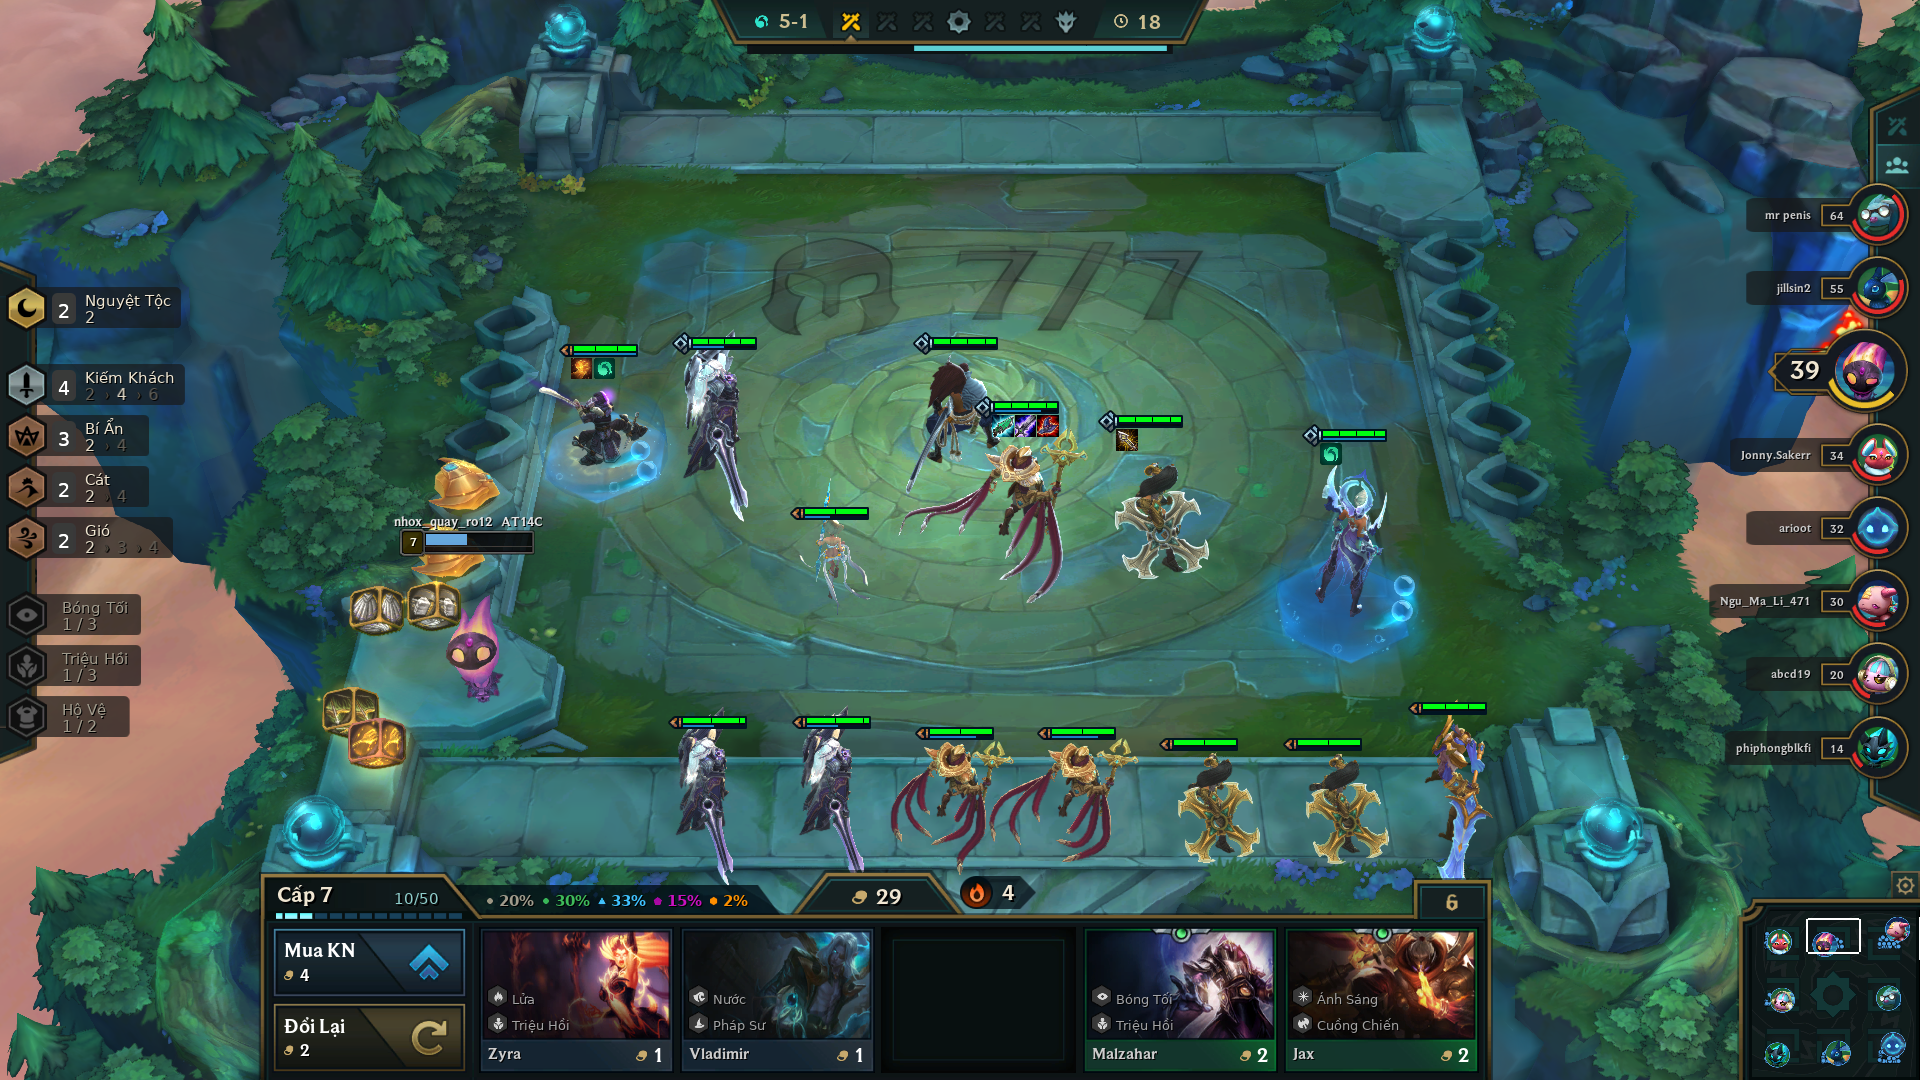 5-1
18
7/7
mr penis 64
jillsin2 55
39
Jonny.Sakerr 34
arioot 32
Ngu_Ma_Li_471 30
abcd19 20
phiphongblkfi 14
2 Nguyệt Tộc
2
4 Kiếm Khách
2 › 4 › 6
3 Bí Ẩn
2 › 4
2 Cát
2 › 4
2 Gió
2 › 3 › 4
Bóng Tối
1 / 3
Triệu Hồi
1 / 3
Hộ Vệ
1 / 2
nhox_quay_ro12 AT14C
7
Cấp 7 10/50
20% 30% 33% 15% 2%
29
4
6
Mua KN
4
Đổi Lại
2
Lửa
Triệu Hồi
Zyra 1
Nước
Pháp Sư
Vladimir 1
Bóng Tối
Triệu Hồi
Malzahar 2
Ánh Sáng
Cuồng Chiến
Jax 2